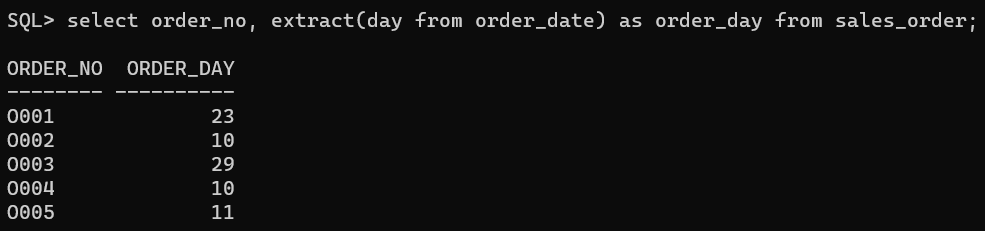 SQL> select order_no, extract(day from order_date) as order_day from sales_order;
ORDER_NO  ORDER_DAY
-------- ----------
O001             23
O002             10
O003             29
O004             10
O005             11